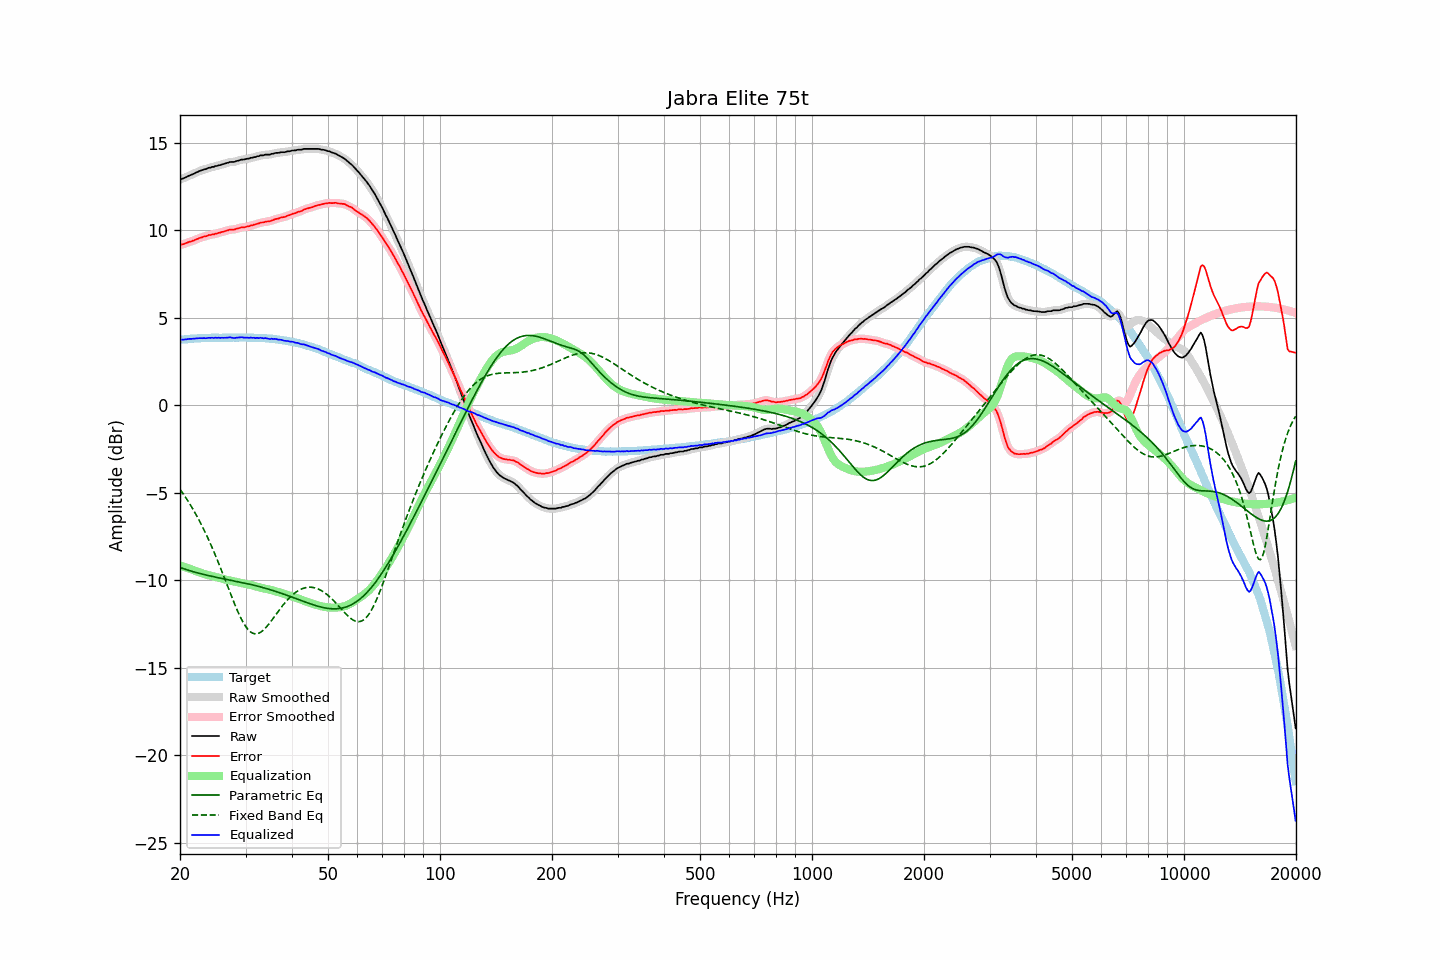 Jabra Elite 75t
Amplitude (dBr)
15
10
5
0
−5
−10
−15
−20
−25
Target
Raw Smoothed
Error Smoothed
Raw
Error
Equalization
Parametric Eq
Fixed Band Eq
Equalized
20 50 100 200 500 1000 2000 5000 10000 20000
Frequency (Hz)